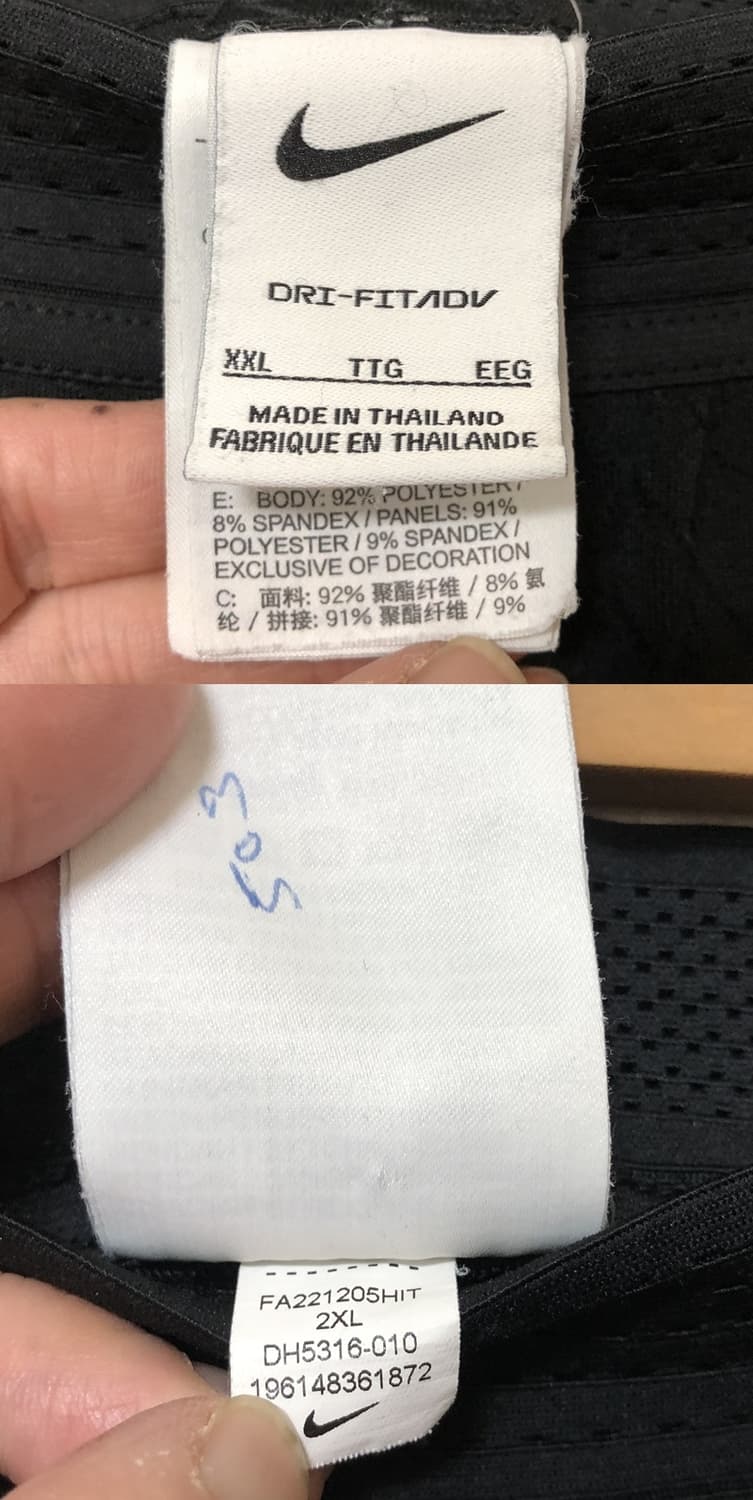 DRI-FIT ADV
XXL TTG EEG
MADE IN THAILAND
FABRIQUE EN THAILANDE
E: BODY: 92% POLYESTER /
8% SPANDEX / PANELS: 91%
POLYESTER / 9% SPANDEX /
EXCLUSIVE OF DECORATION
C: 面料: 92% 聚酯纤维 / 8% 氨
纶 / 拼接: 91% 聚酯纤维 / 9%
FA221205HIT
2XL
DH5316-010
196148361872